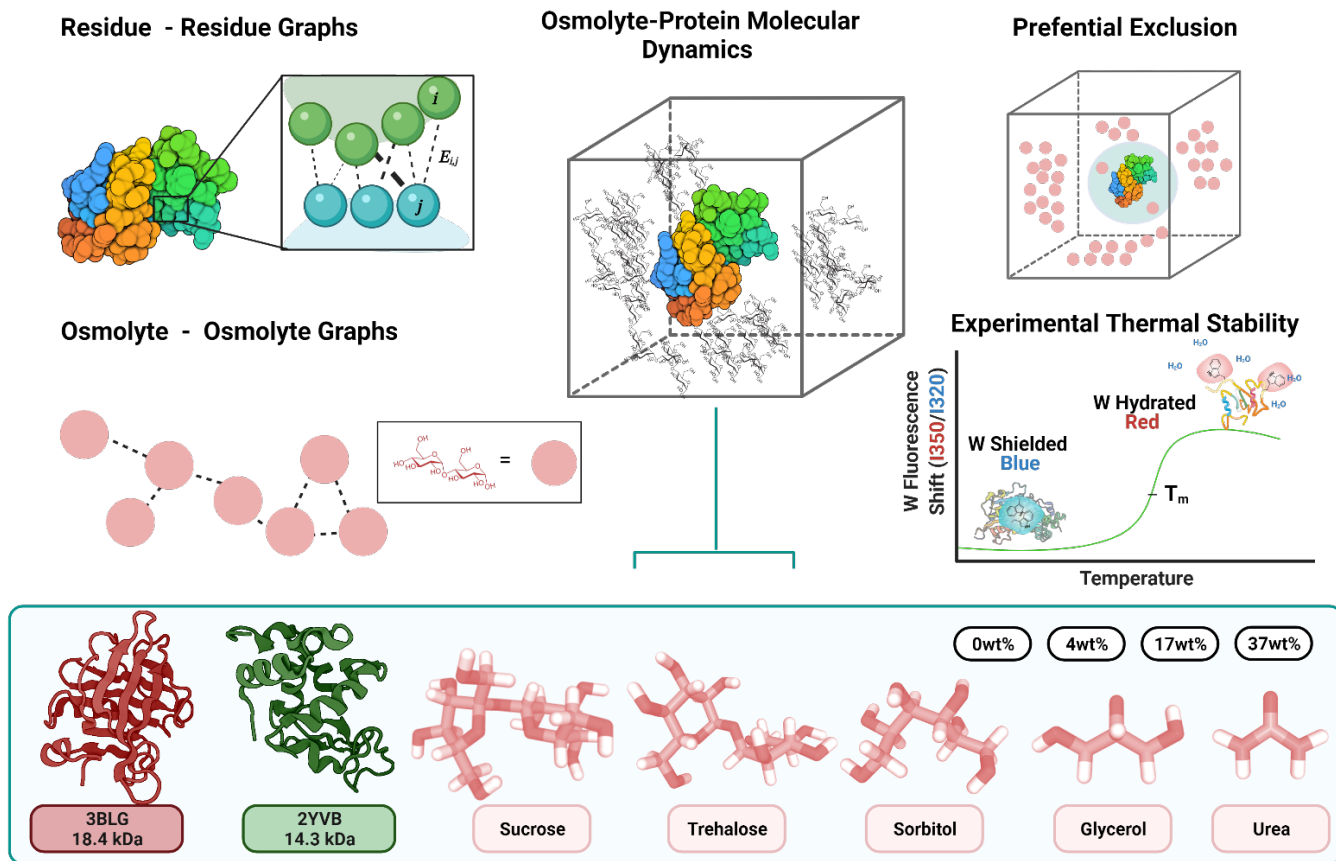 Residue - Residue Graphs
Osmolyte-Protein Molecular
Dynamics
Prefential Exclusion
i
E_{i,j}
j
Osmolyte - Osmolyte Graphs
=
Experimental Thermal Stability
W Fluorescence
Shift (I350/I320)
H₂O
H₂O
H₂O
H₂O
H₂O
W Hydrated
Red
W Shielded
Blue
Tₘ
Temperature
0wt%
4wt%
17wt%
37wt%
3BLG
18.4 kDa
2YVB
14.3 kDa
Sucrose
Trehalose
Sorbitol
Glycerol
Urea